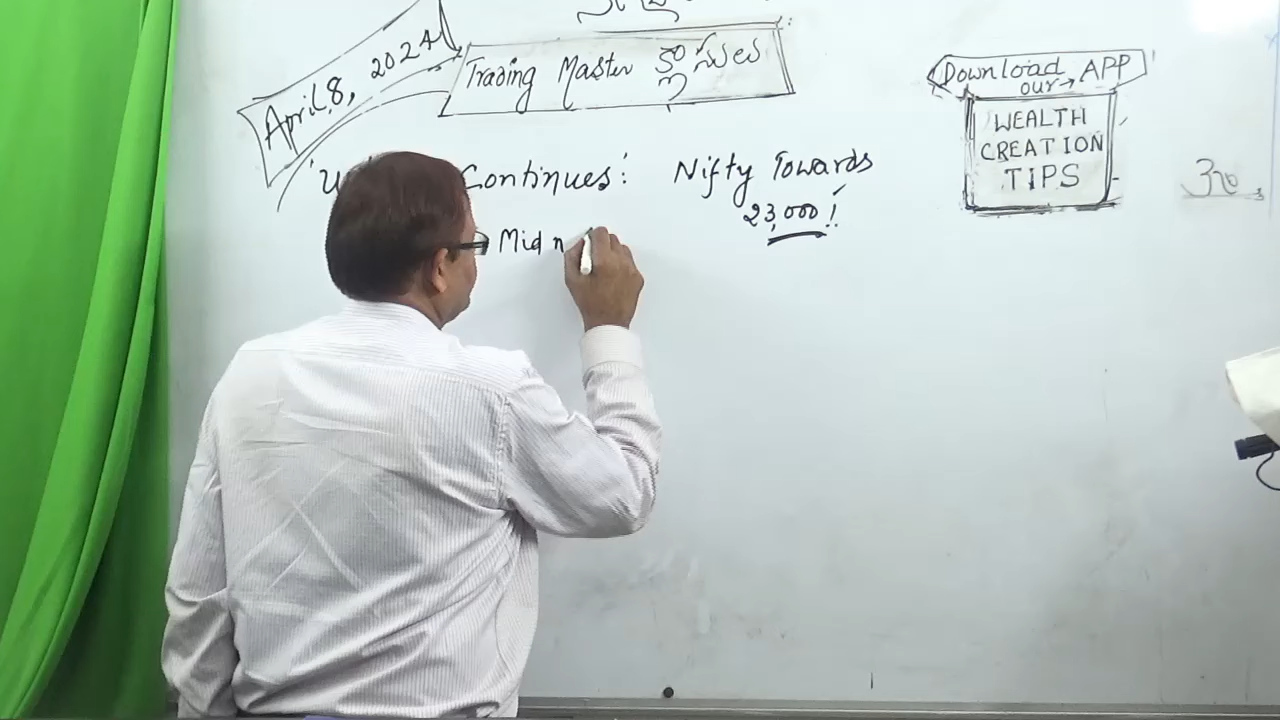 April 8, 2024
Trading Master క్లాసులు
Continues! Nifty Towards
23,000!
Mid
Download
our → APP
WEALTH
CREATION
TIPS